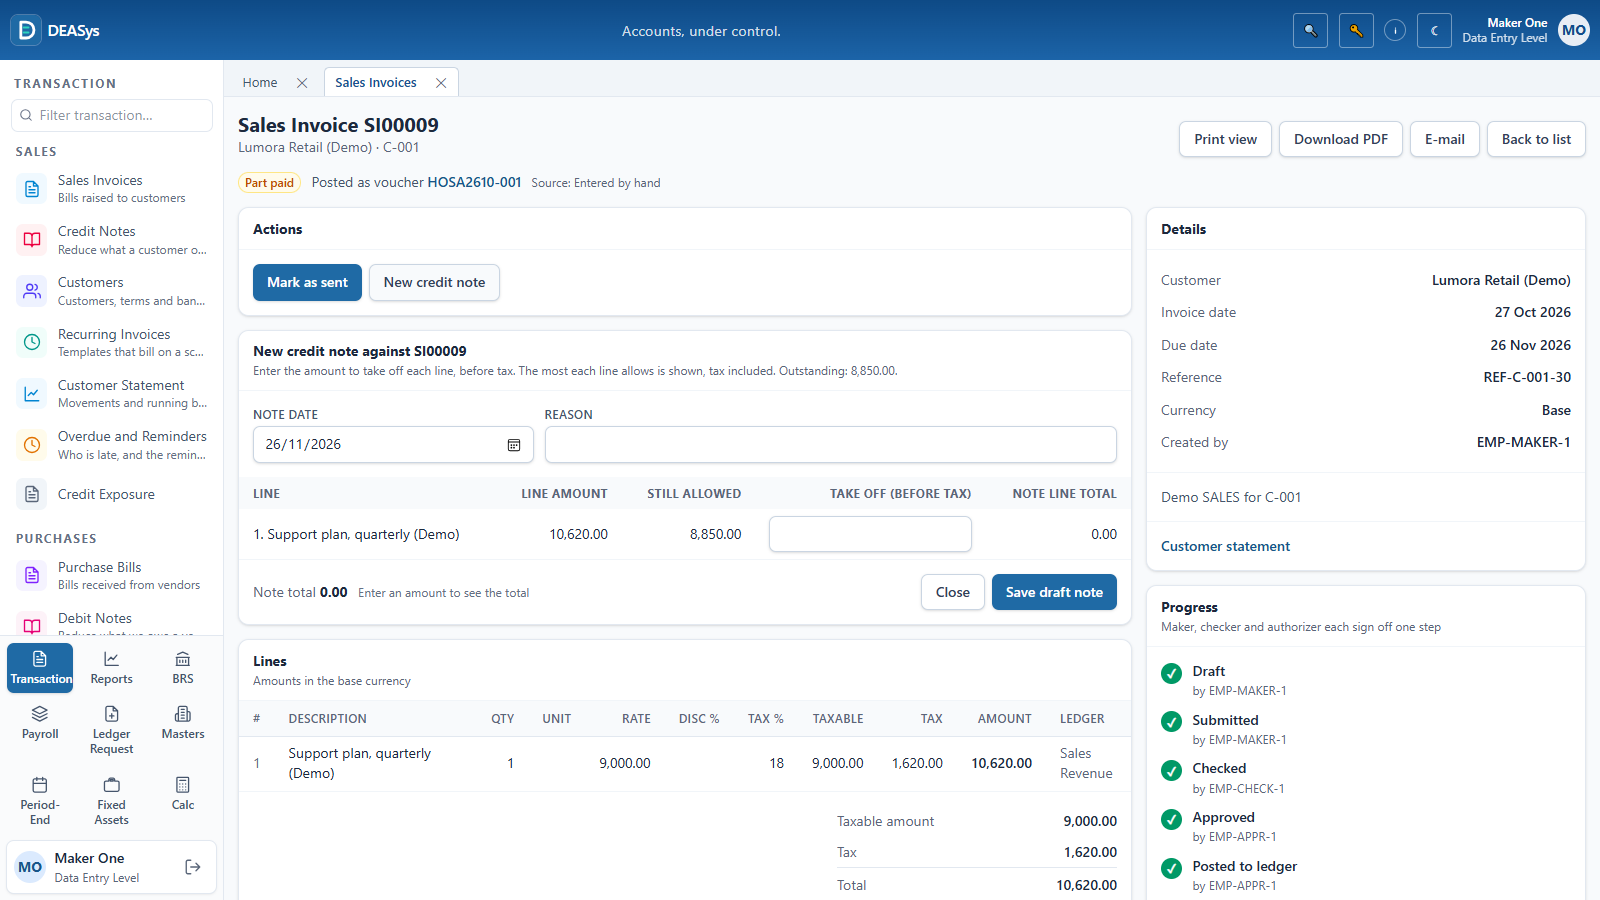 DEASys
Accounts, under control.
Maker One
Data Entry Level
MO
TRANSACTION
Filter transaction...
SALES
Sales Invoices
Bills raised to customers
Credit Notes
Reduce what a customer o...
Customers
Customers, terms and ban...
Recurring Invoices
Templates that bill on a sc...
Customer Statement
Movements and running b...
Overdue and Reminders
Who is late, and the remin...
Credit Exposure
PURCHASES
Purchase Bills
Bills received from vendors
Debit Notes
Transaction
Reports
BRS
Payroll
Ledger Request
Masters
Period-End
Fixed Assets
Calc
MO
Maker One
Data Entry Level
Home
Sales Invoices
Sales Invoice SI00009
Lumora Retail (Demo) · C-001
Part paid Posted as voucher HOSA2610-001 Source: Entered by hand
Print view
Download PDF
E-mail
Back to list
Actions
Mark as sent
New credit note
New credit note against SI00009
Enter the amount to take off each line, before tax. The most each line allows is shown, tax included. Outstanding: 8,850.00.
NOTE DATE REASON
26/11/2026
LINE LINE AMOUNT STILL ALLOWED TAKE OFF (BEFORE TAX) NOTE LINE TOTAL
1. Support plan, quarterly (Demo) 10,620.00 8,850.00 0.00
Note total 0.00 Enter an amount to see the total
Close
Save draft note
Lines
Amounts in the base currency
# DESCRIPTION QTY UNIT RATE DISC % TAX % TAXABLE TAX AMOUNT LEDGER
1 Support plan, quarterly (Demo) 1 9,000.00 18 9,000.00 1,620.00 10,620.00 Sales Revenue
Taxable amount 9,000.00
Tax 1,620.00
Total 10,620.00
Details
Customer Lumora Retail (Demo)
Invoice date 27 Oct 2026
Due date 26 Nov 2026
Reference REF-C-001-30
Currency Base
Created by EMP-MAKER-1
Demo SALES for C-001
Customer statement
Progress
Maker, checker and authorizer each sign off one step
Draft
by EMP-MAKER-1
Submitted
by EMP-MAKER-1
Checked
by EMP-CHECK-1
Approved
by EMP-APPR-1
Posted to ledger
by EMP-APPR-1